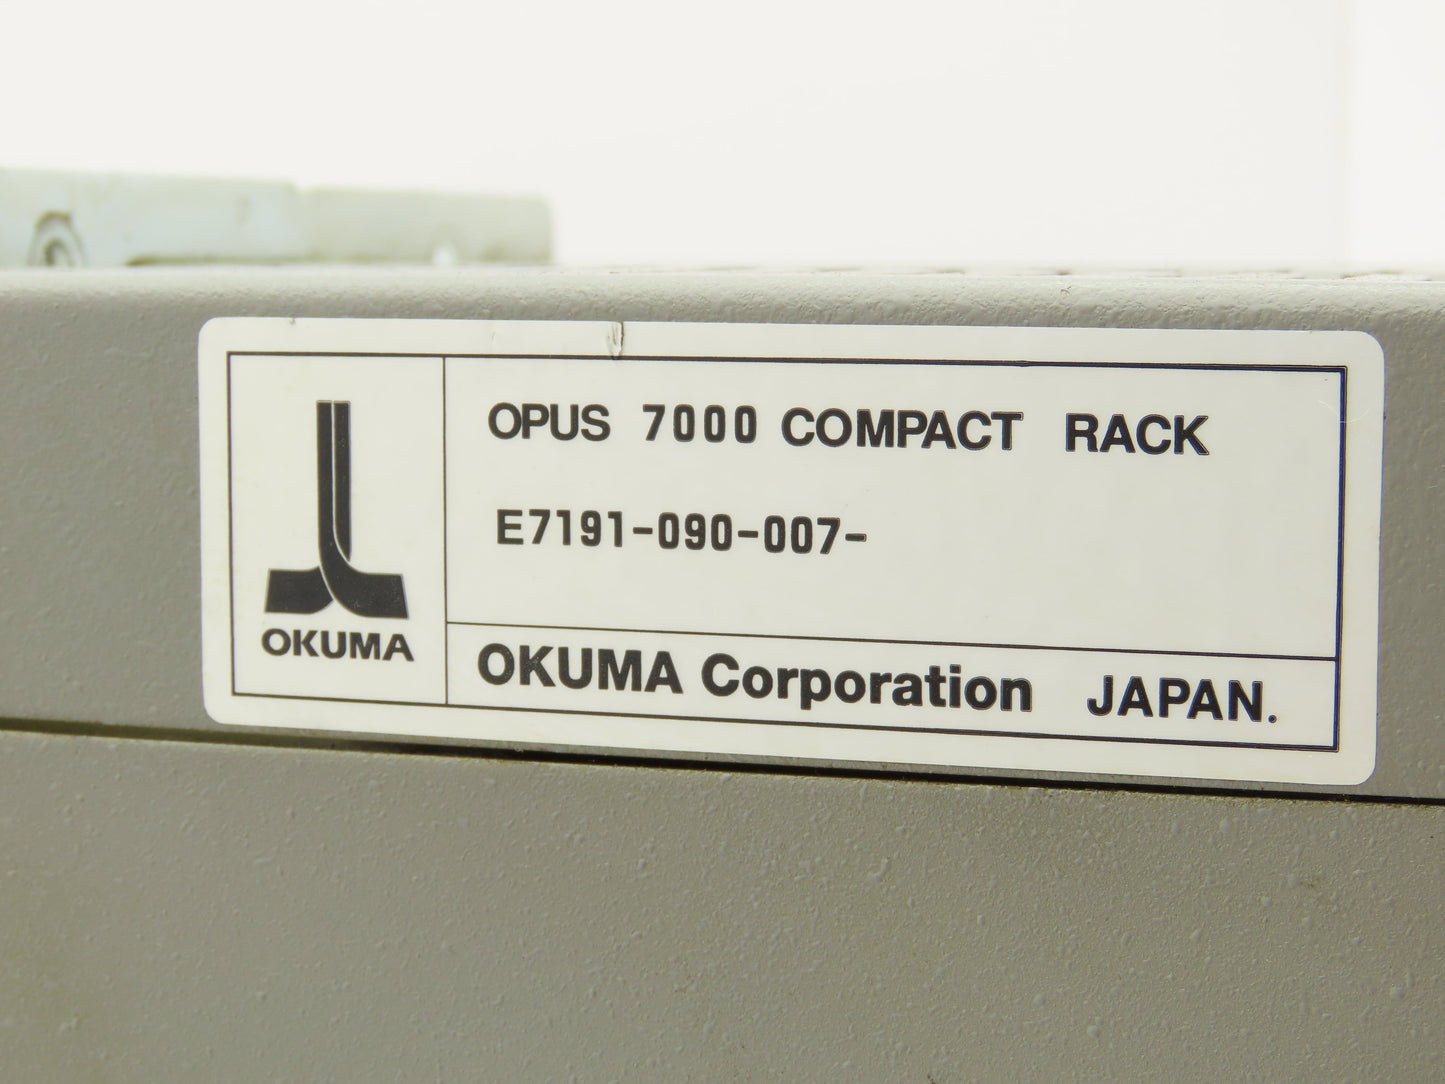 OPUS 7000 COMPACT RACK
E7191-090-007-
OKUMA
OKUMA Corporation JAPAN.